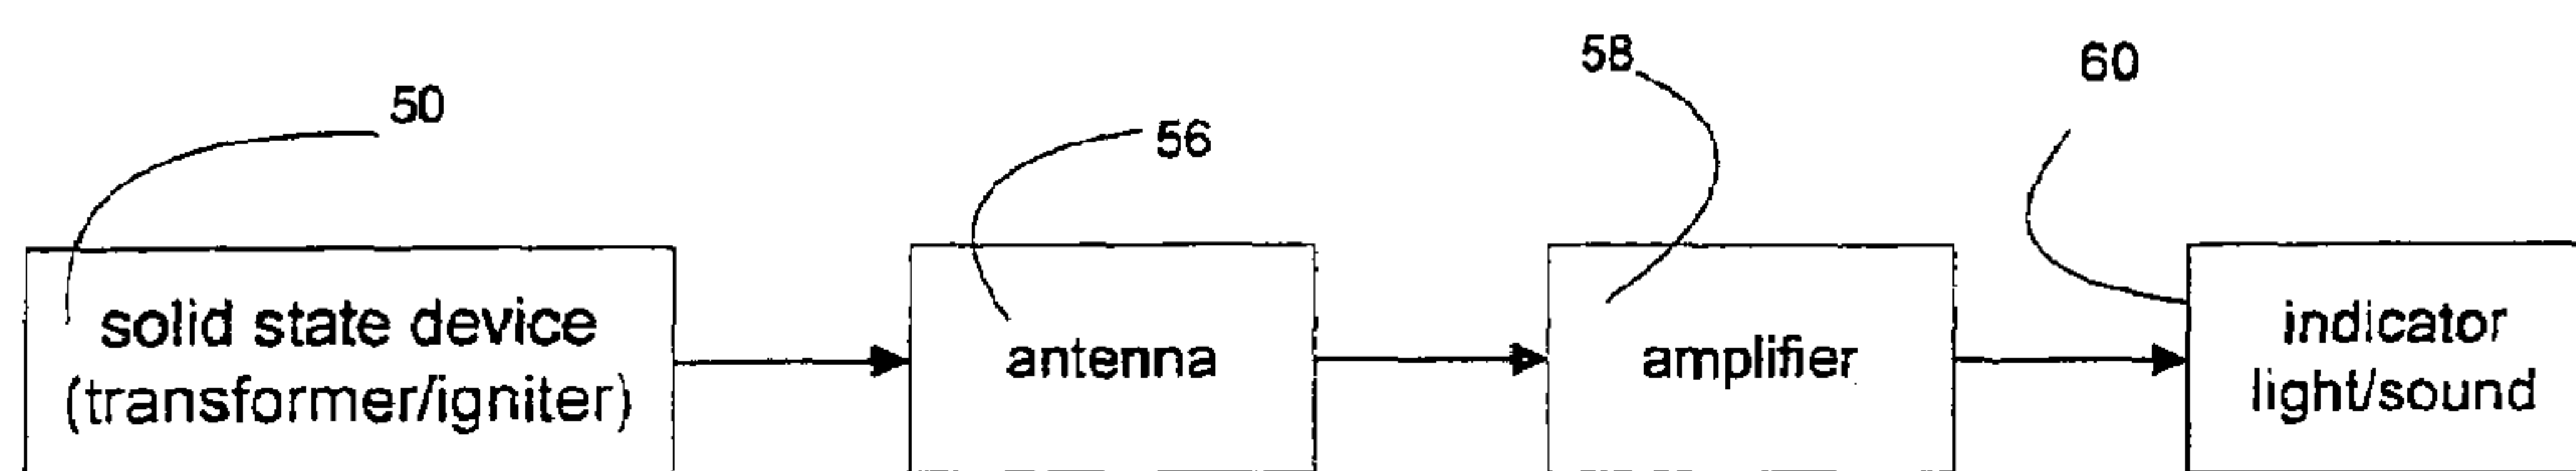 50
56
58
60
solid state device
(transformer/igniter)
antenna
amplifier
indicator
light/sound